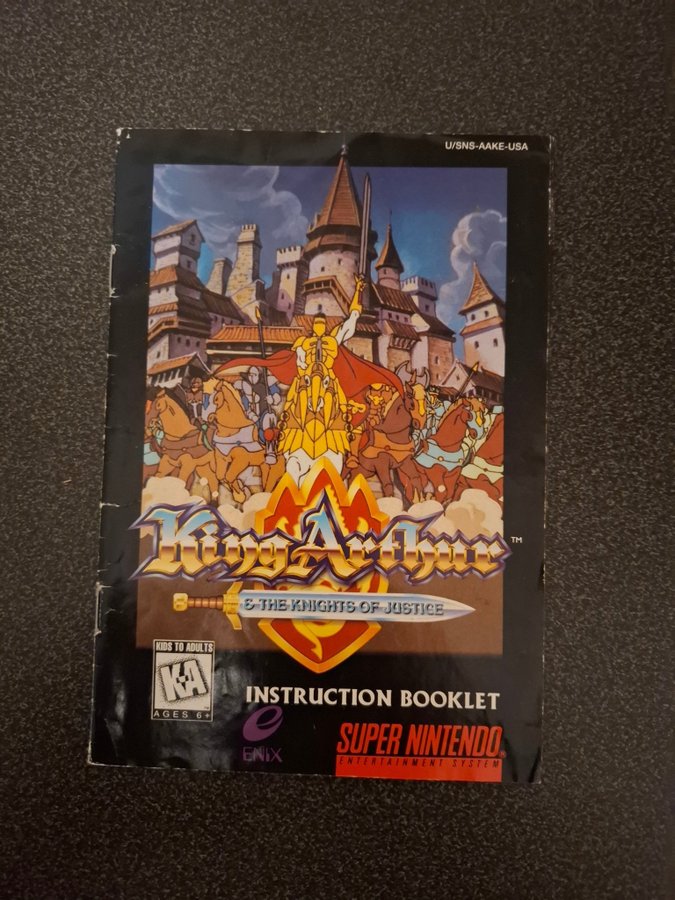 U/SNS-AAKE-USA
King Arthur™
& THE KNIGHTS OF JUSTICE
KIDS TO ADULTS
K-A
™
AGES 6+
INSTRUCTION BOOKLET
e
ENIX
SUPER NINTENDO®
ENTERTAINMENT SYSTEM